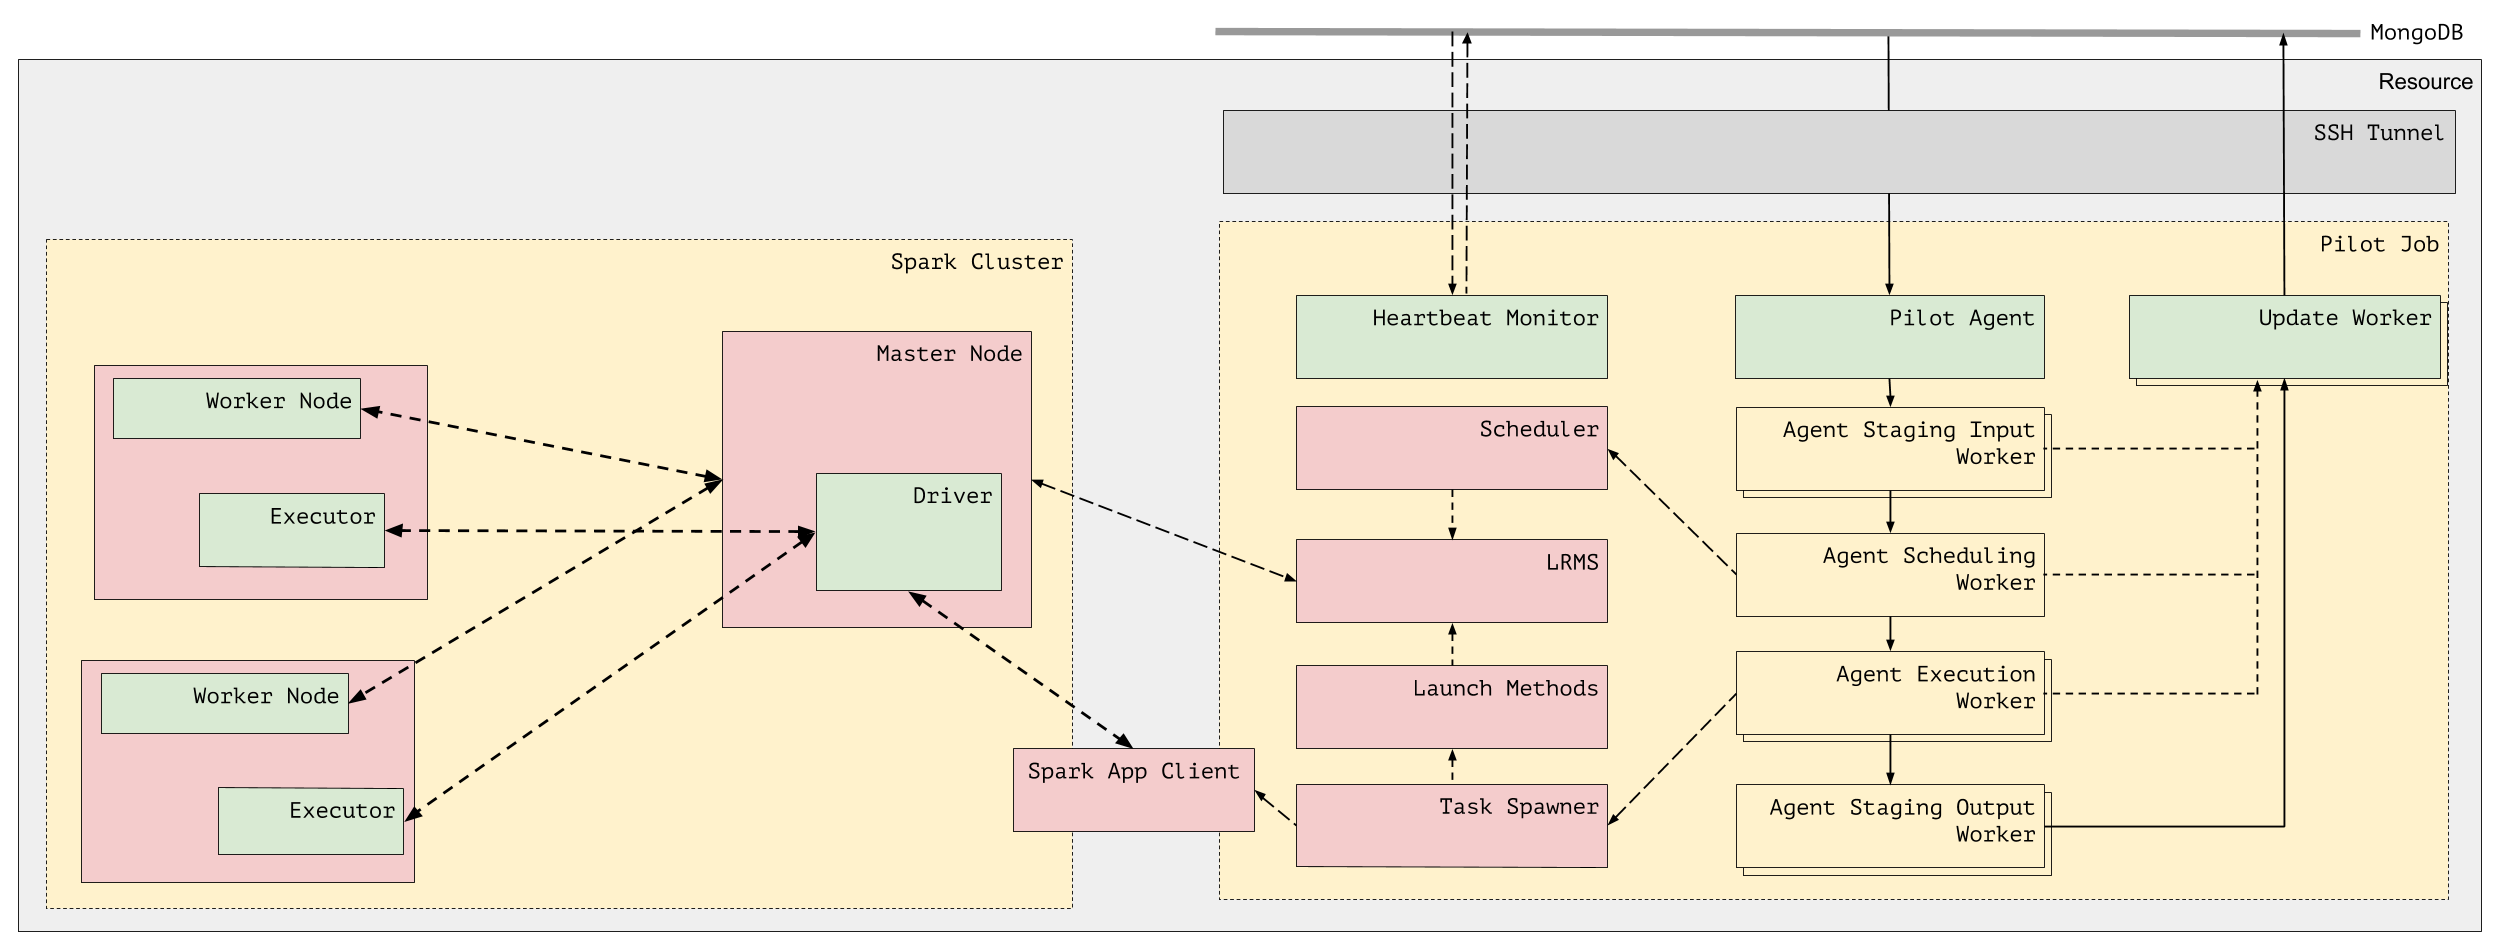 MongoDB
Resource
SSH Tunnel
Pilot Job
Spark Cluster
Heartbeat Monitor
Pilot Agent
Update Worker
Master Node
Worker Node
Scheduler
Agent Staging Input
Worker
Driver
Executor
LRMS
Agent Scheduling
Worker
Worker Node
Launch Methods
Agent Execution
Worker
Spark App Client
Executor
Task Spawner
Agent Staging Output
Worker